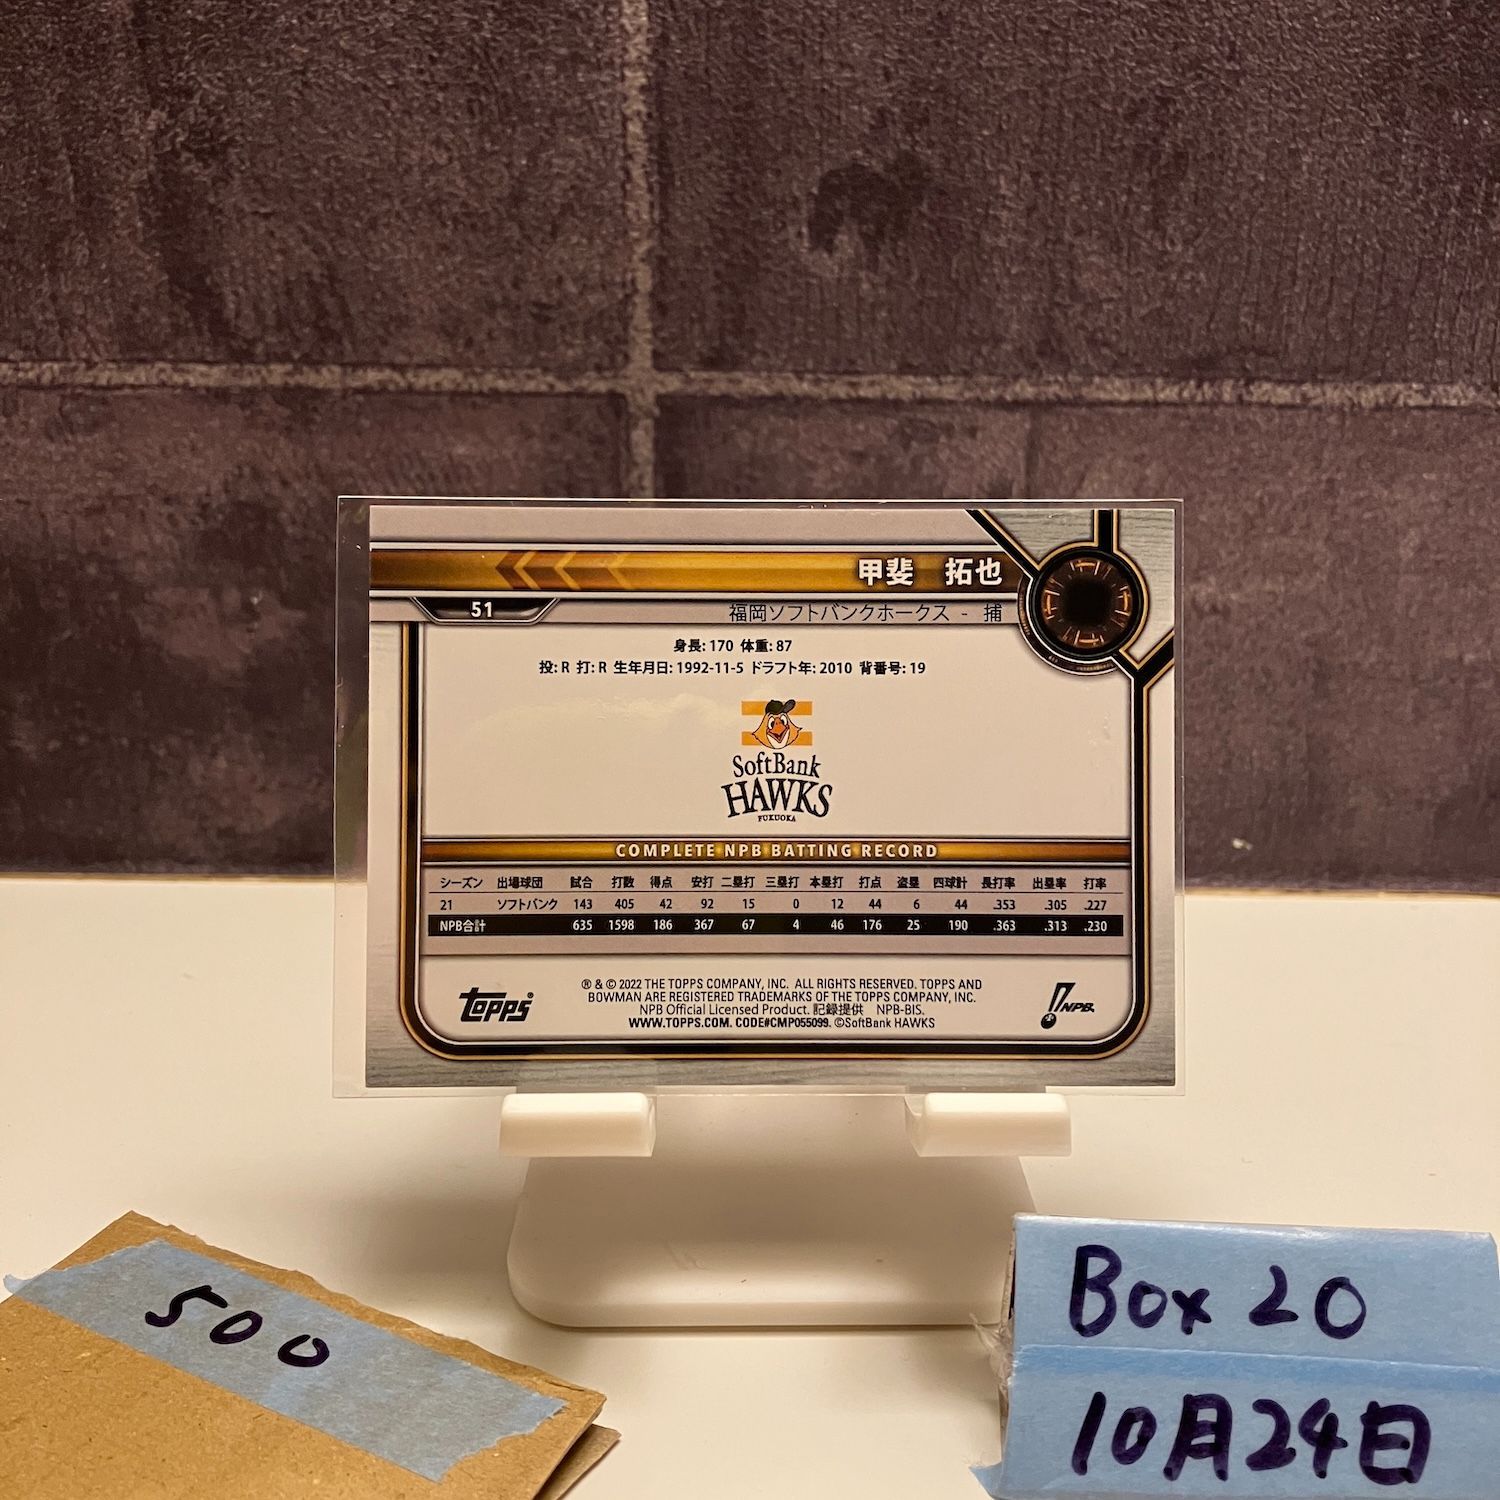 甲斐 拓也
51
福岡ソフトバンクホークス - 捕
身長: 170 体重: 87
投: R 打: R 生年月日: 1992-11-5 ドラフト年: 2010 背番号: 19
SoftBank
HAWKS
FUKUOKA
COMPLETE NPB BATTING RECORD
シーズン 出場球団 試合 打数 得点 安打 二塁打 三塁打 本塁打 打点 盗塁 四球計 長打率 出塁率 打率
21 ソフトバンク 143 405 42 92 15 0 12 44 6 44 .353 .305 .227
NPB合計 635 1598 186 367 67 4 46 176 25 190 .363 .313 .230
topps®
® & © 2022 THE TOPPS COMPANY, INC. ALL RIGHTS RESERVED. TOPPS AND
BOWMAN ARE REGISTERED TRADEMARKS OF THE TOPPS COMPANY, INC.
NPB Official Licensed Product. 記録提供 NPB-BIS.
WWW.TOPPS.COM. CODE#CMP055099. ©SoftBank HAWKS
NPB
500
Box 20
10月24日